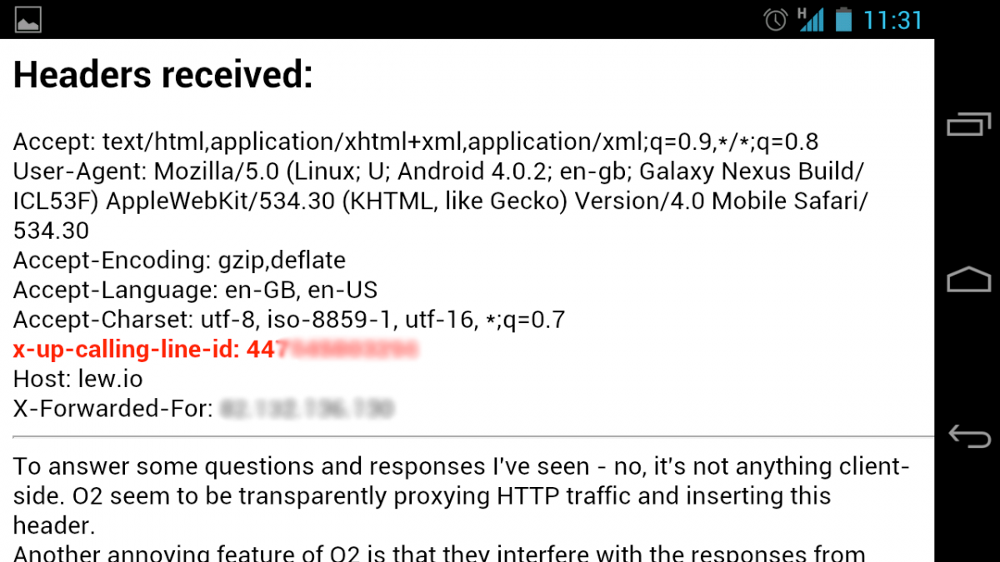 H 11:31
Headers received:
Accept: text/html,application/xhtml+xml,application/xml;q=0.9,*/*;q=0.8
User-Agent: Mozilla/5.0 (Linux; U; Android 4.0.2; en-gb; Galaxy Nexus Build/
ICL53F) AppleWebKit/534.30 (KHTML, like Gecko) Version/4.0 Mobile Safari/
534.30
Accept-Encoding: gzip,deflate
Accept-Language: en-GB, en-US
Accept-Charset: utf-8, iso-8859-1, utf-16, *;q=0.7
x-up-calling-line-id: 447
Host: lew.io
X-Forwarded-For:
To answer some questions and responses I've seen - no, it's not anything client-
side. O2 seem to be transparently proxying HTTP traffic and inserting this
header.
Another annoying feature of O2 is that they interfere with the responses from